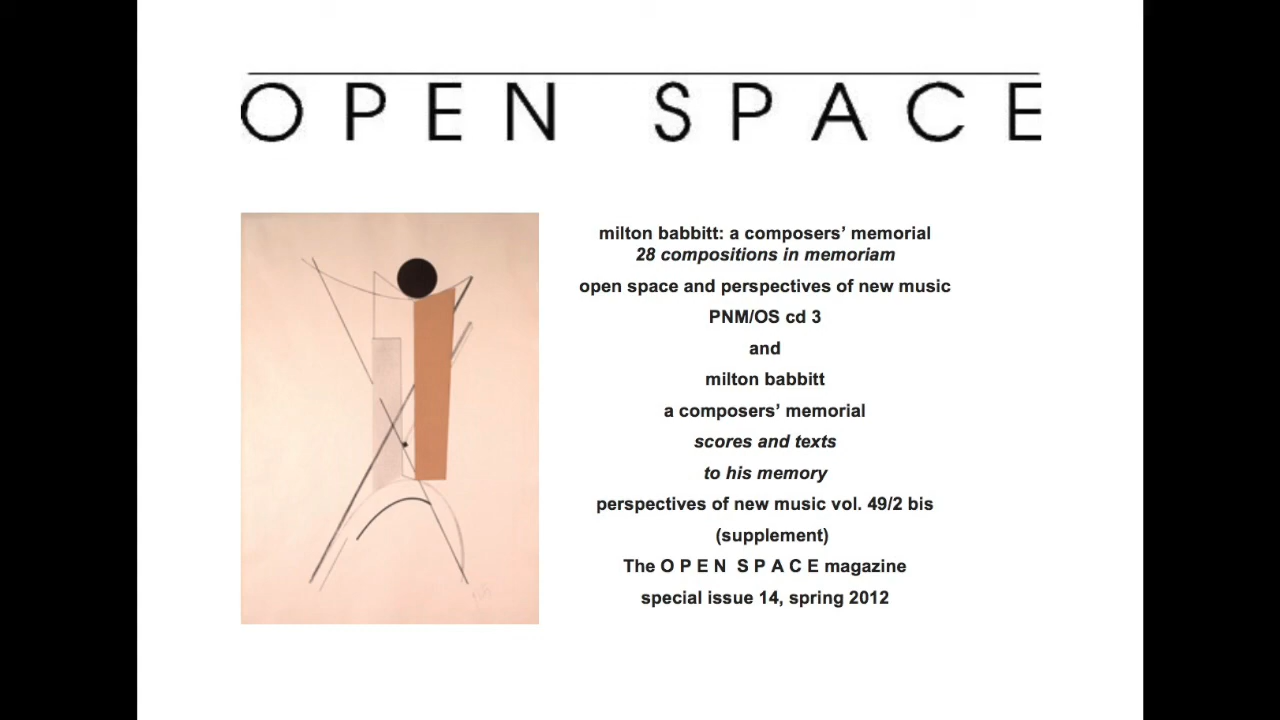 OPEN SPACE
milton babbitt: a composers’ memorial
28 compositions in memoriam
open space and perspectives of new music
PNM/OS cd 3
and
milton babbitt
a composers’ memorial
scores and texts
to his memory
perspectives of new music vol. 49/2 bis
(supplement)
The O P E N  S P A C E magazine
special issue 14, spring 2012